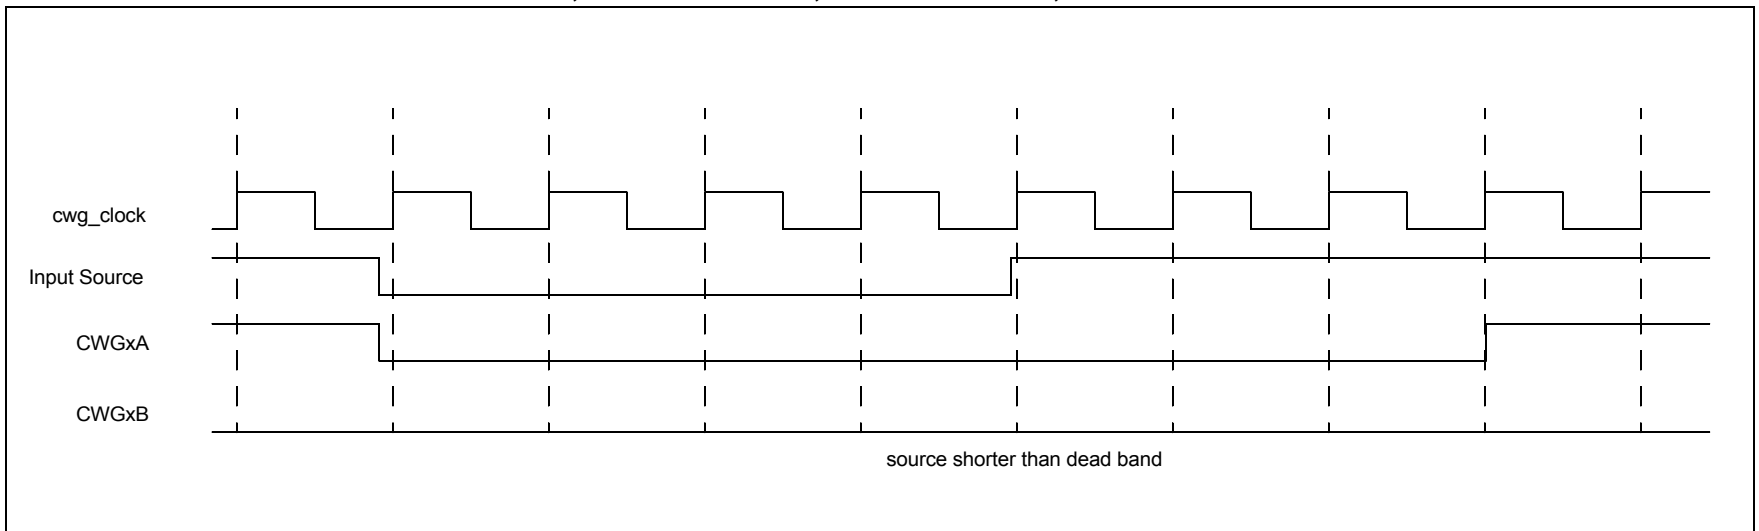 cwg_clock
Input Source
CWGxA
CWGxB
source shorter than dead band